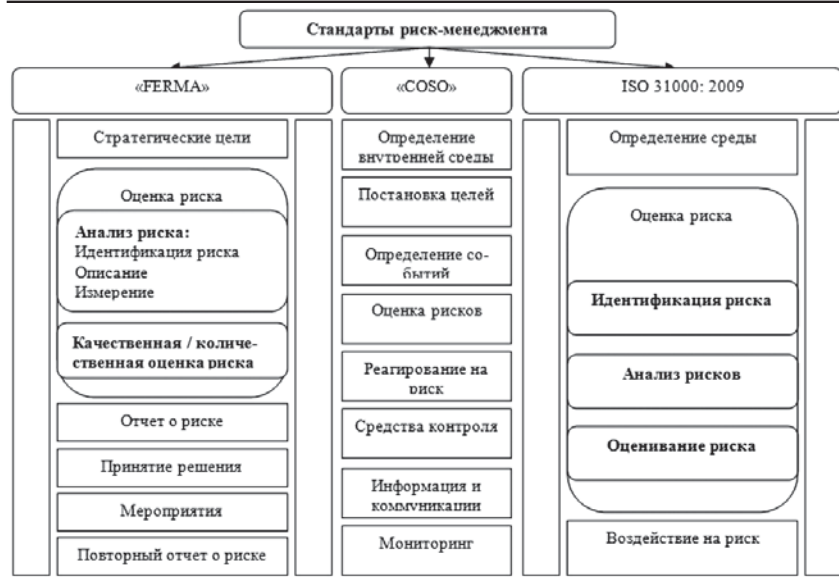 Стандарты риск-менеджмента
«FERMA»
Стратегические цели
Оценка риска
Анализ риска:
Идентификация риска
Описание
Измерение
Качественная / количе-
ственная оценка риска
Отчет о риске
Принятие решения
Мероприятия
Повторный отчет о риске
«COSO»
Определение
внутренней среды
Постановка целей
Определение со-
бытий
Оценка рисков
Реагирование на
риск
Средства контроля
Информация и
коммуникации
Мониторинг
ISO 31000: 2009
Определение среды
Оценка риска
Идентификация риска
Анализ рисков
Оценивание риска
Воздействие на риск